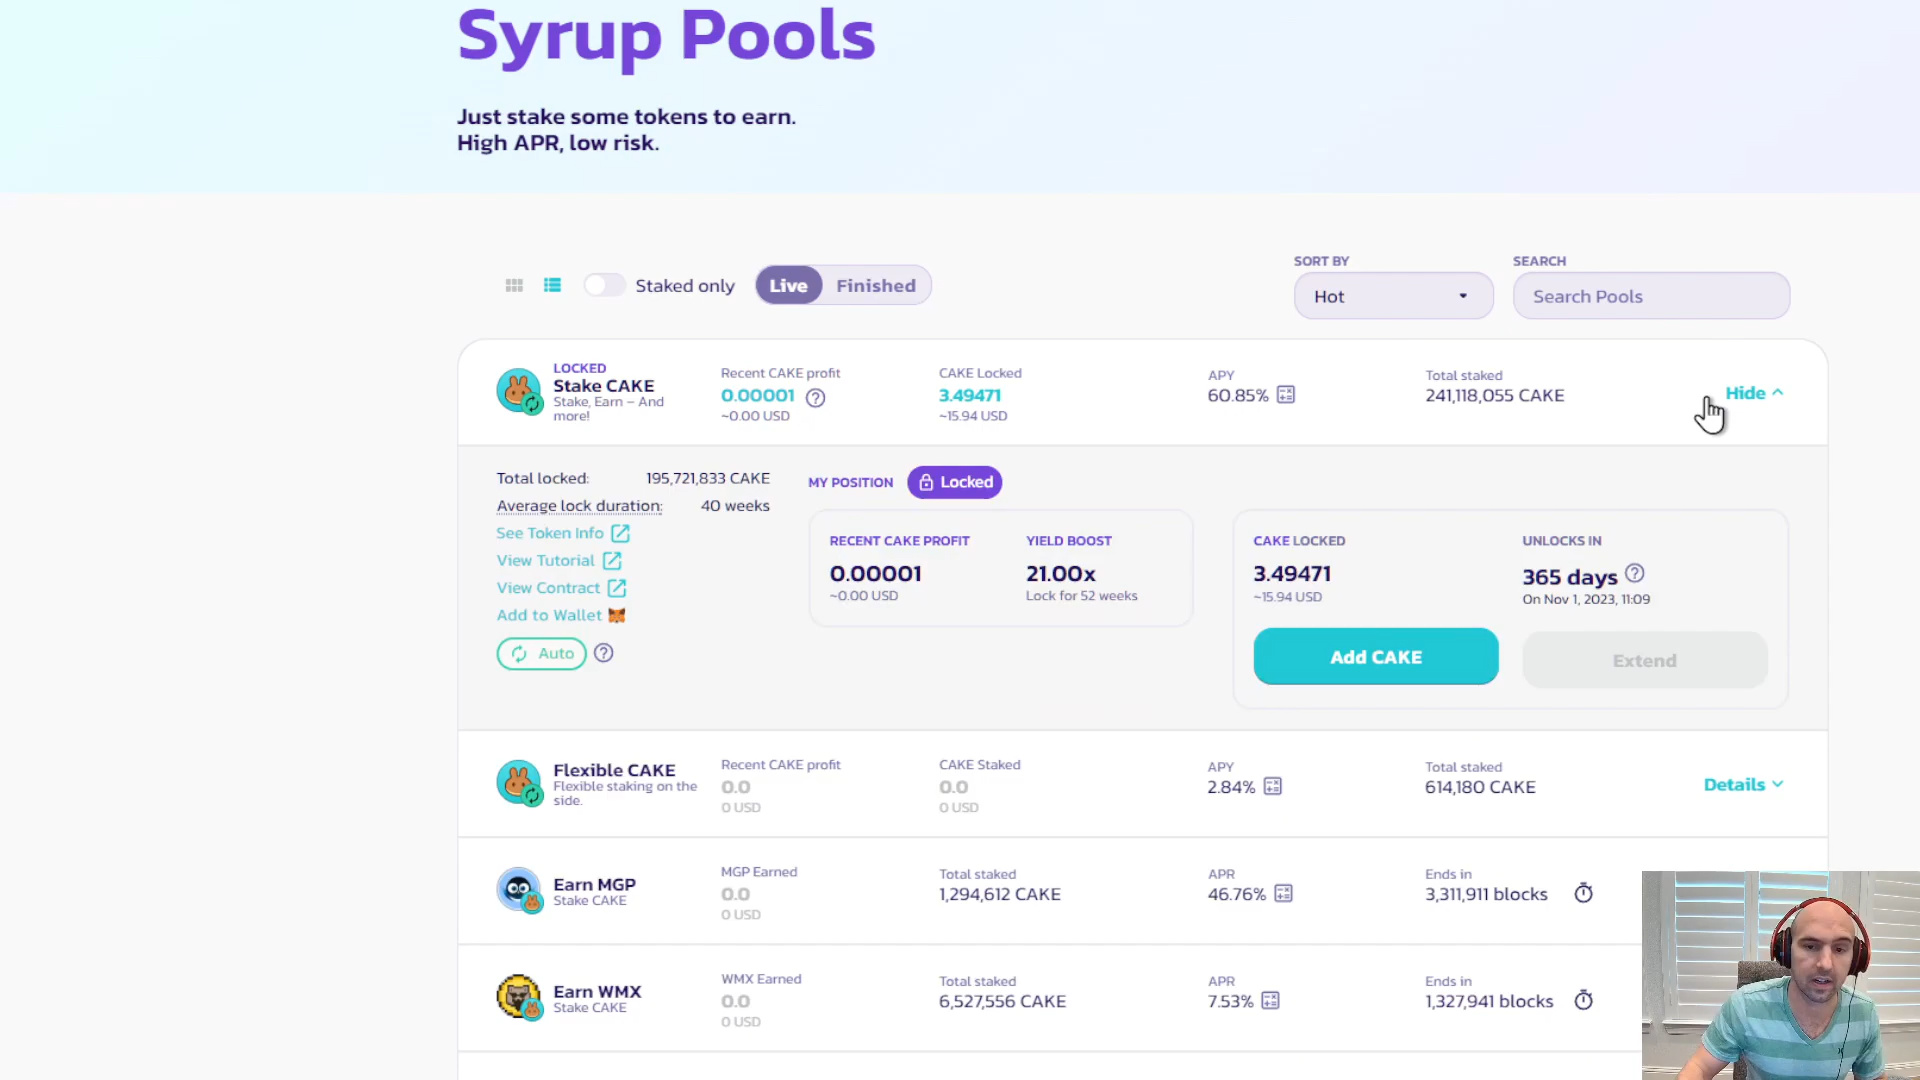 Syrup Pools
Just stake some tokens to earn.
High APR, low risk.
Staked only
Live
Finished
SORT BY
Hot
SEARCH
Search Pools
LOCKED
Stake CAKE
Stake, Earn – And
more!
Recent CAKE profit
0.00001
~0.00 USD
CAKE Locked
3.49471
~15.94 USD
APY
60.85%
Total staked
241,118,055 CAKE
Hide
Total locked: 195,721,833 CAKE
Average lock duration: 40 weeks
See Token Info
View Tutorial
View Contract
Add to Wallet
Auto
MY POSITION
Locked
RECENT CAKE PROFIT
0.00001
~0.00 USD
YIELD BOOST
21.00x
Lock for 52 weeks
CAKE LOCKED
3.49471
~15.94 USD
Add CAKE
UNLOCKS IN
365 days
On Nov 1, 2023, 11:09
Extend
Flexible CAKE
Flexible staking on the
side.
Recent CAKE profit
0.0
0 USD
CAKE Staked
0.0
0 USD
APY
2.84%
Total staked
614,180 CAKE
Details
Earn MGP
Stake CAKE
MGP Earned
0.0
0 USD
Total staked
1,294,612 CAKE
APR
46.76%
Ends in
3,311,911 blocks
Earn WMX
Stake CAKE
WMX Earned
0.0
0 USD
Total staked
6,527,556 CAKE
APR
7.53%
Ends in
1,327,941 blocks